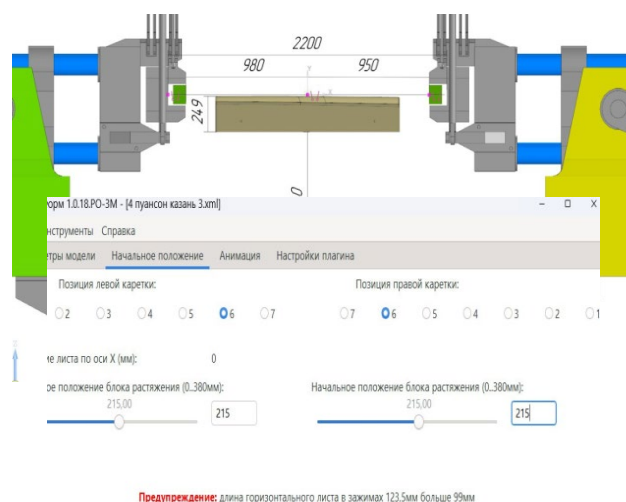 2200
980
950
249
0
орм 1.0.18.РО-3М - [4 пуансон казань 3.xml]
нструменты Справка
тры модели Начальное положение Анимация Настройки плагина
Позиция левой каретки: Позиция правой каретки:
2 3 4 5 6 7 7 6 5 4 3 2 1
ие листа по оси X (мм): 0
ое положение блока растяжения (0..380мм): Начальное положение блока растяжения (0..380мм):
215,00 215 215,00 215
Предупреждение: длина горизонтального листа в зажимах 123.5мм больше 99мм